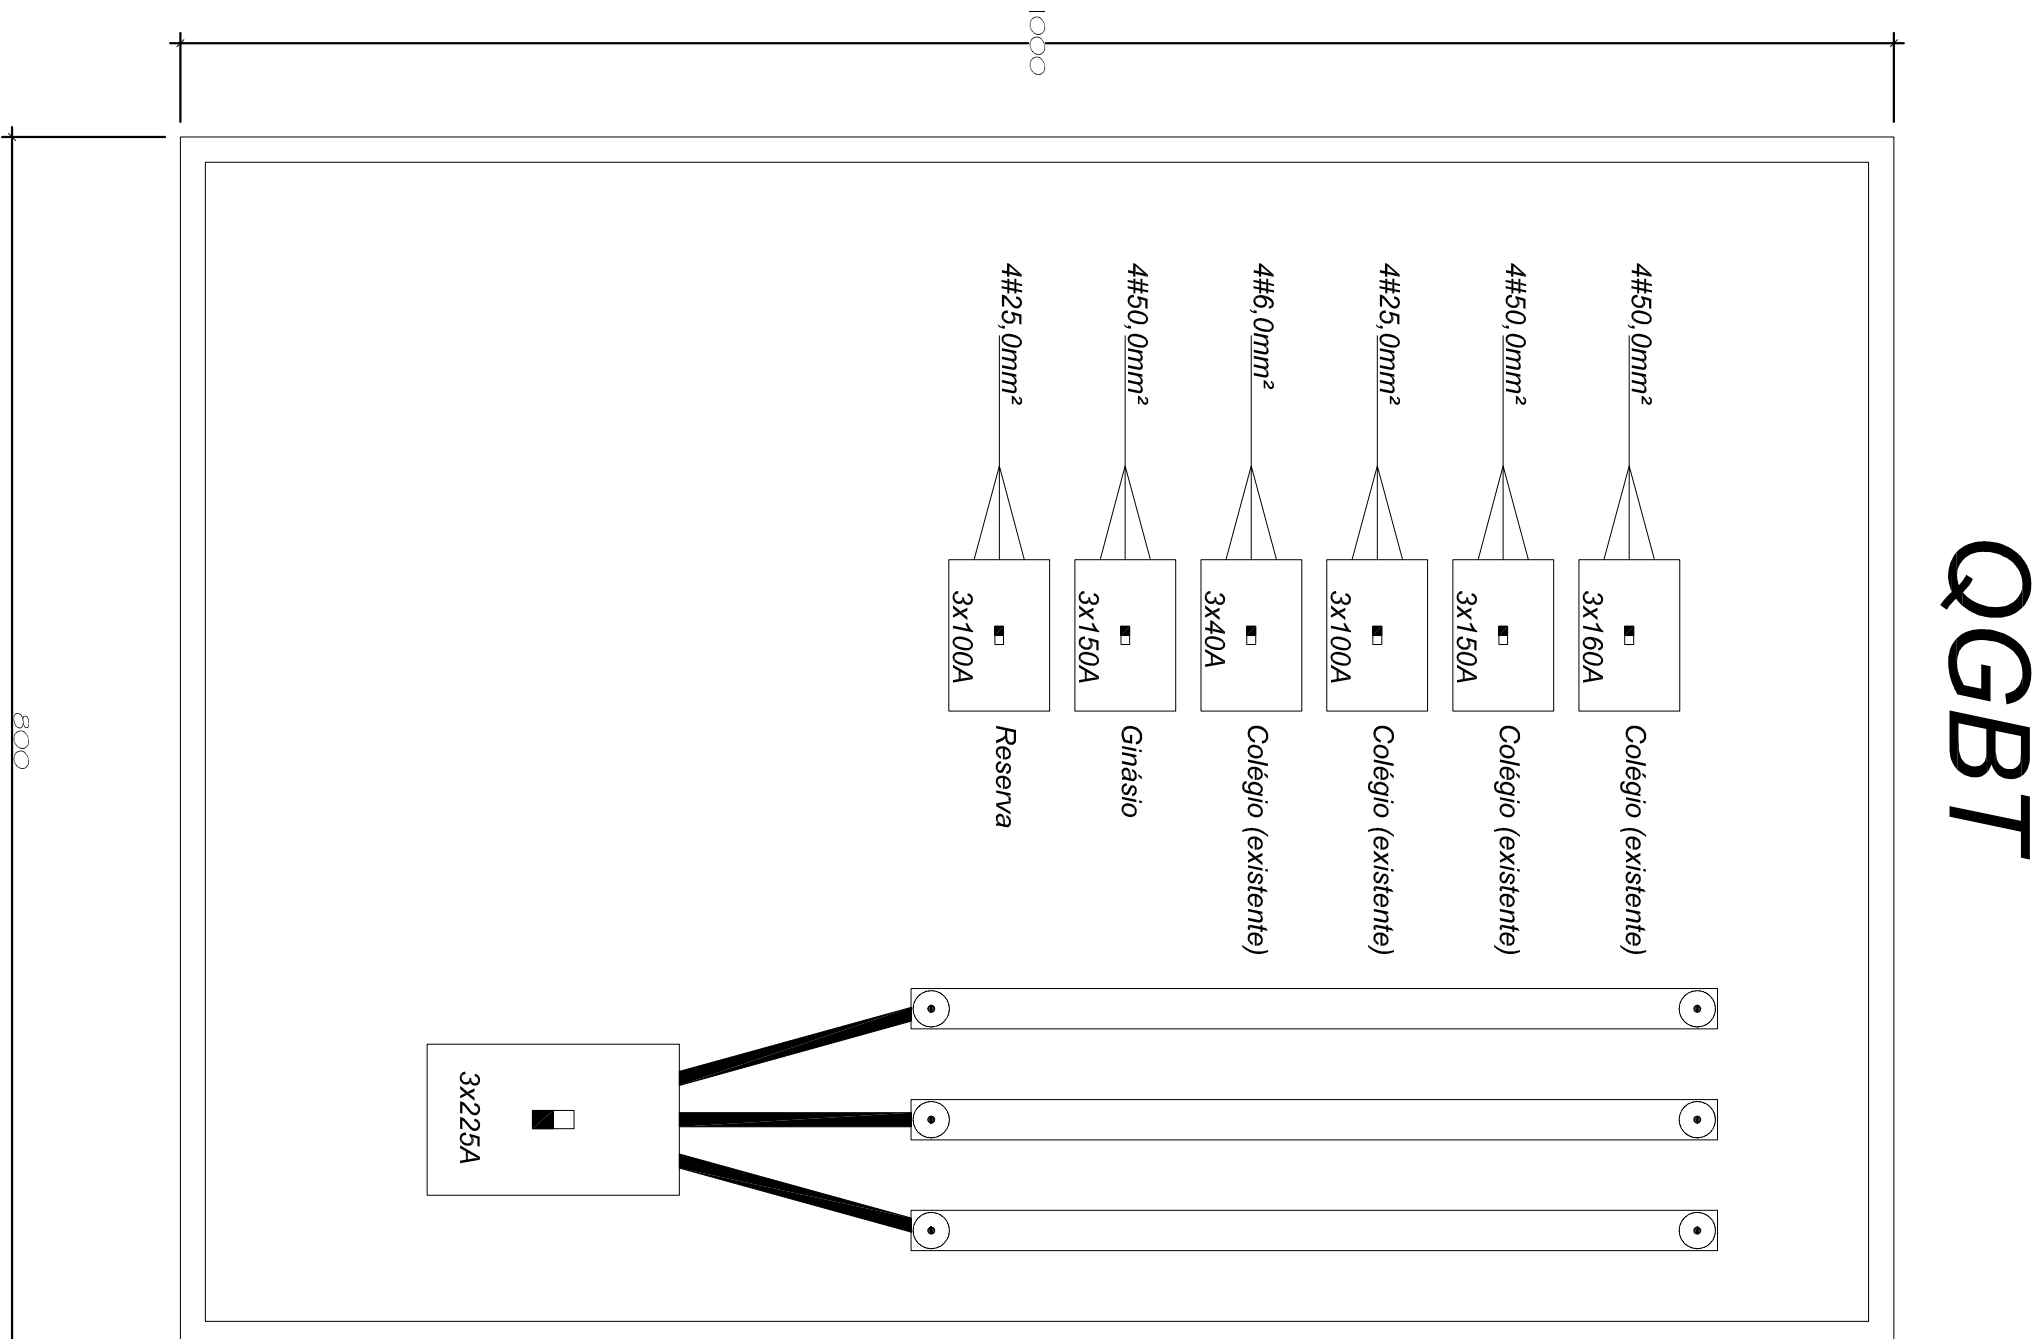 QGBT
1000
800
4#50,0mm²
3x160A
Colégio (existente)
4#50,0mm²
3x150A
Colégio (existente)
4#25,0mm²
3x100A
Colégio (existente)
4#6,0mm²
3x40A
Colégio (existente)
4#50,0mm²
3x150A
Ginásio
4#25,0mm²
3x100A
Reserva
3x225A